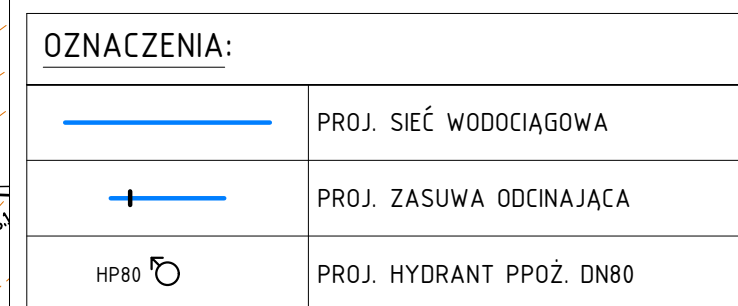 OZNACZENIA:
PROJ. SIEĆ WODOCIĄGOWA
PROJ. ZASUWA ODCINAJĄCA
HP80 PROJ. HYDRANT PPOŻ. DN80